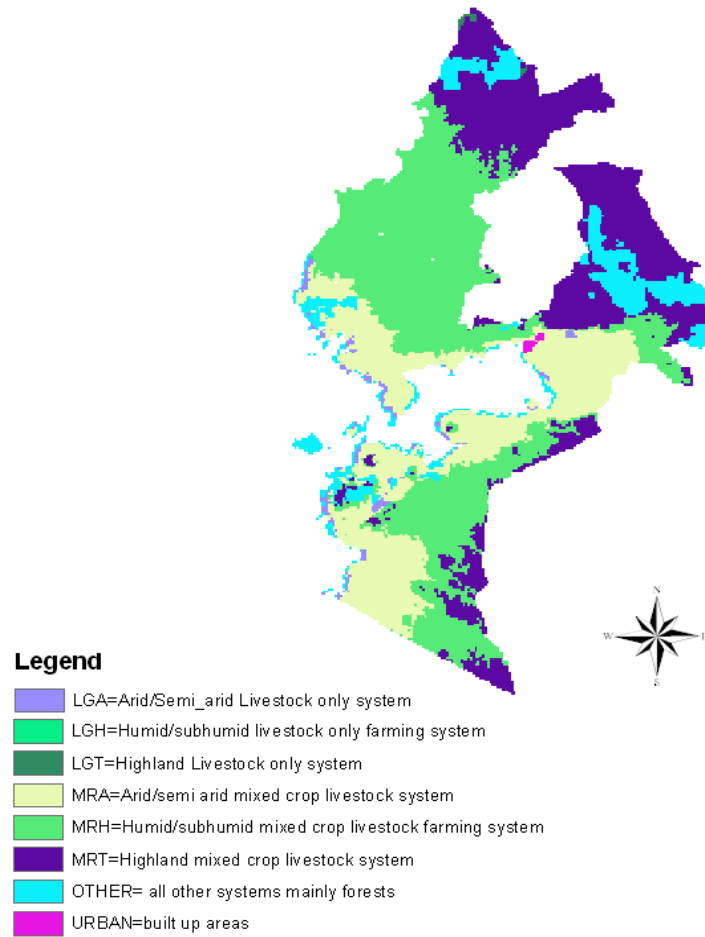 N
W
E
S
Legend
LGA=Arid/Semi_arid Livestock only system
LGH=Humid/subhumid livestock only farming system
LGT=Highland Livestock only system
MRA=Arid/semi arid mixed crop livestock system
MRH=Humid/subhumid mixed crop livestock farming system
MRT=Highland mixed crop livestock system
OTHER= all other systems mainly forests
URBAN=built up areas